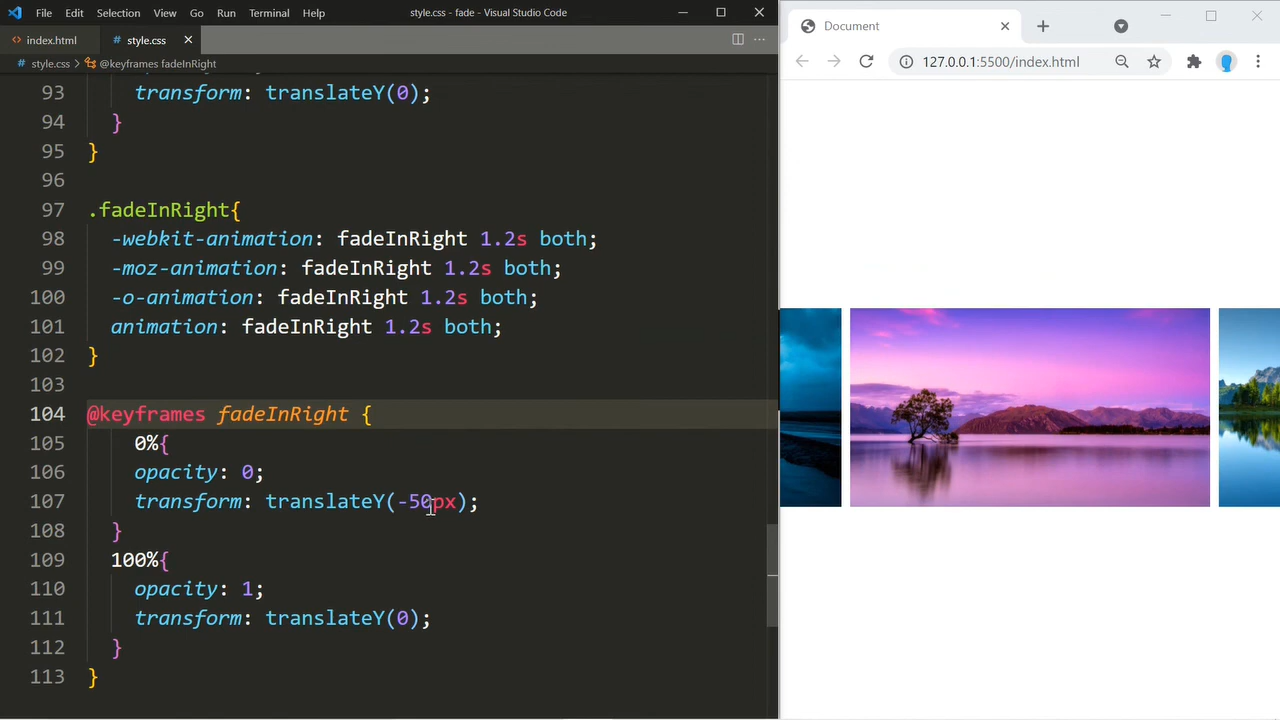 File Edit Selection View Go Run Terminal Help style.css - fade - Visual Studio Code
index.html style.css
style.css > @keyframes fadeInRight
93 transform: translateY(0);
94 }
95 }
96
97 .fadeInRight{
98 -webkit-animation: fadeInRight 1.2s both;
99 -moz-animation: fadeInRight 1.2s both;
100 -o-animation: fadeInRight 1.2s both;
101 animation: fadeInRight 1.2s both;
102 }
103
104 @keyframes fadeInRight {
105 0%{
106 opacity: 0;
107 transform: translateY(-50px);
108 }
109 100%{
110 opacity: 1;
111 transform: translateY(0);
112 }
113 }
Document
127.0.0.1:5500/index.html